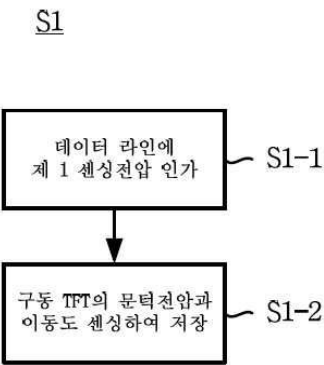 S1
데이터 라인에
제 1 센싱전압 인가
S1-1
구동 TFT의 문턱전압과
이동도 센싱하여 저장
S1-2